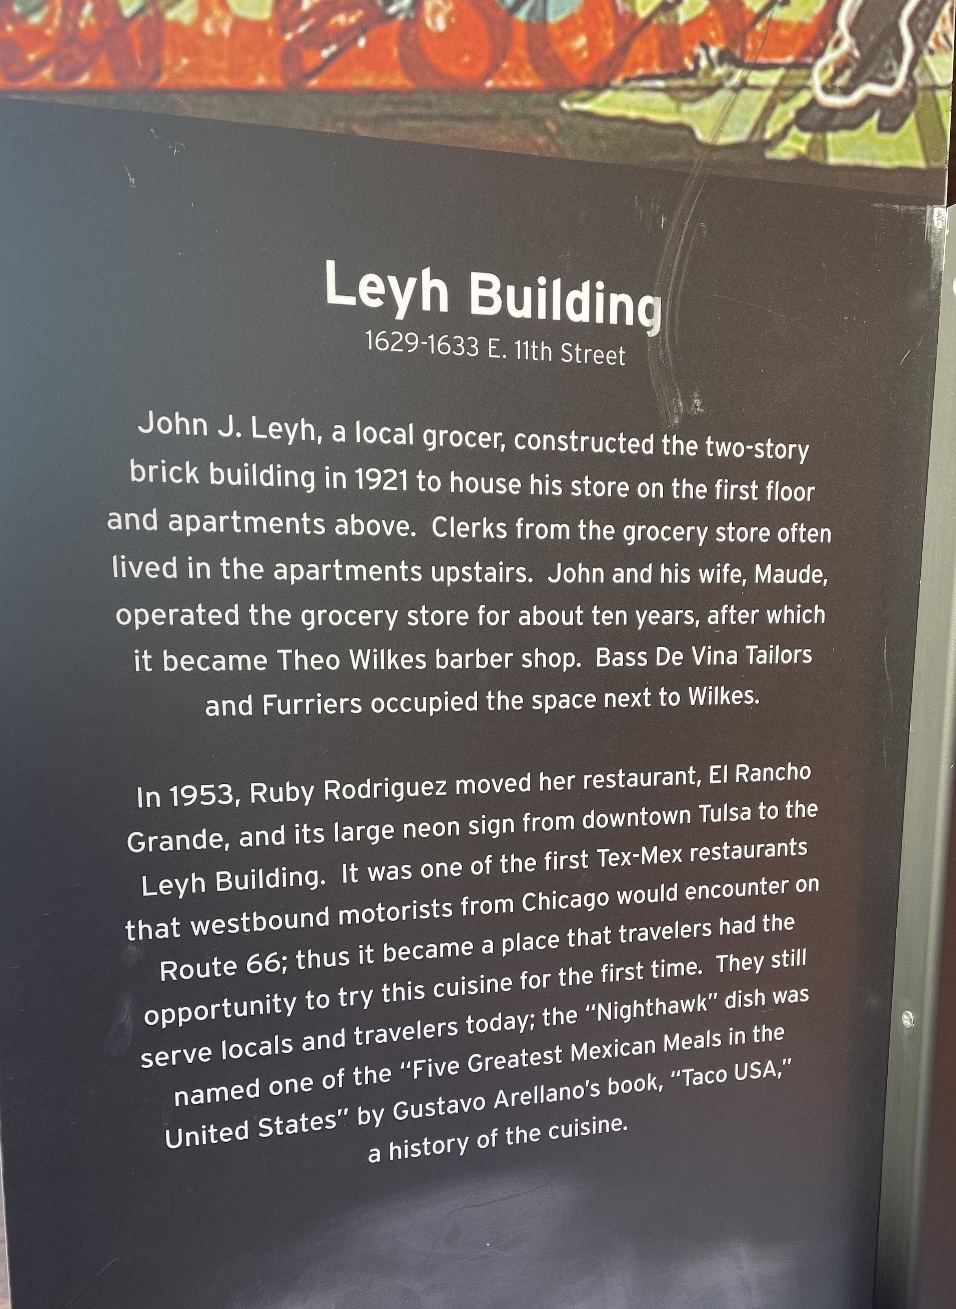 Leyh Building
1629-1633 E. 11th Street
John J. Leyh, a local grocer, constructed the two-story
brick building in 1921 to house his store on the first floor
and apartments above. Clerks from the grocery store often
lived in the apartments upstairs. John and his wife, Maude,
operated the grocery store for about ten years, after which
it became Theo Wilkes barber shop. Bass De Vina Tailors
and Furriers occupied the space next to Wilkes.
In 1953, Ruby Rodriguez moved her restaurant, El Rancho
Grande, and its large neon sign from downtown Tulsa to the
Leyh Building. It was one of the first Tex-Mex restaurants
that westbound motorists from Chicago would encounter on
Route 66; thus it became a place that travelers had the
opportunity to try this cuisine for the first time. They still
serve locals and travelers today; the “Nighthawk” dish was
named one of the “Five Greatest Mexican Meals in the
United States” by Gustavo Arellano's book, “Taco USA,”
a history of the cuisine.